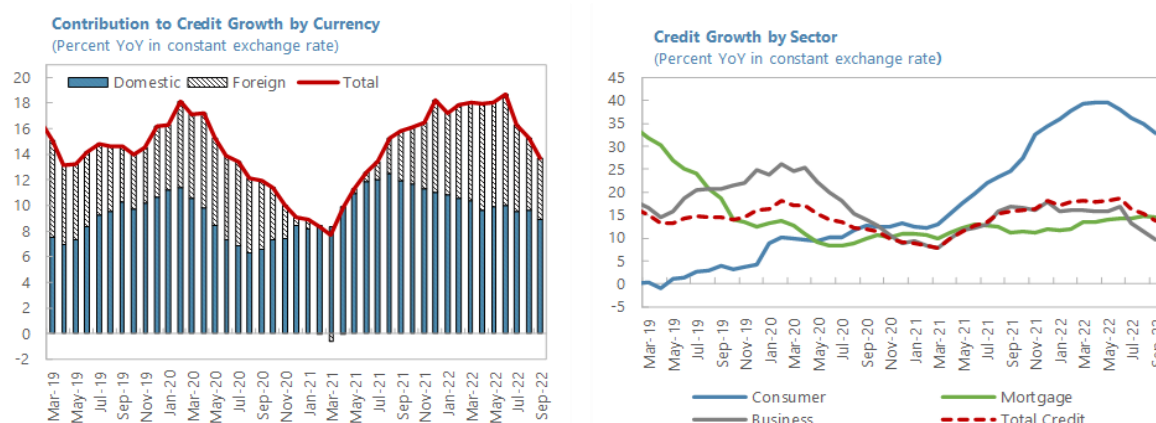 Contribution to Credit Growth by Currency
(Percent YoY in constant exchange rate)
Domestic Foreign Total
20
18
16
14
12
10
8
6
4
2
0
-2
Mar-19
May-19
Jul-19
Sep-19
Nov-19
Jan-20
Mar-20
May-20
Jul-20
Sep-20
Nov-20
Jan-21
Mar-21
May-21
Jul-21
Sep-21
Nov-21
Jan-22
Mar-22
May-22
Jul-22
Sep-22
Credit Growth by Sector
(Percent YoY in constant exchange rate)
45
40
35
30
25
20
15
10
5
0
-5
Mar-19
May-19
Jul-19
Sep-19
Nov-19
Jan-20
Mar-20
May-20
Jul-20
Sep-20
Nov-20
Jan-21
Mar-21
May-21
Jul-21
Sep-21
Nov-21
Jan-22
Mar-22
May-22
Jul-22
Sep-22
Consumer Mortgage
Business Total Credit